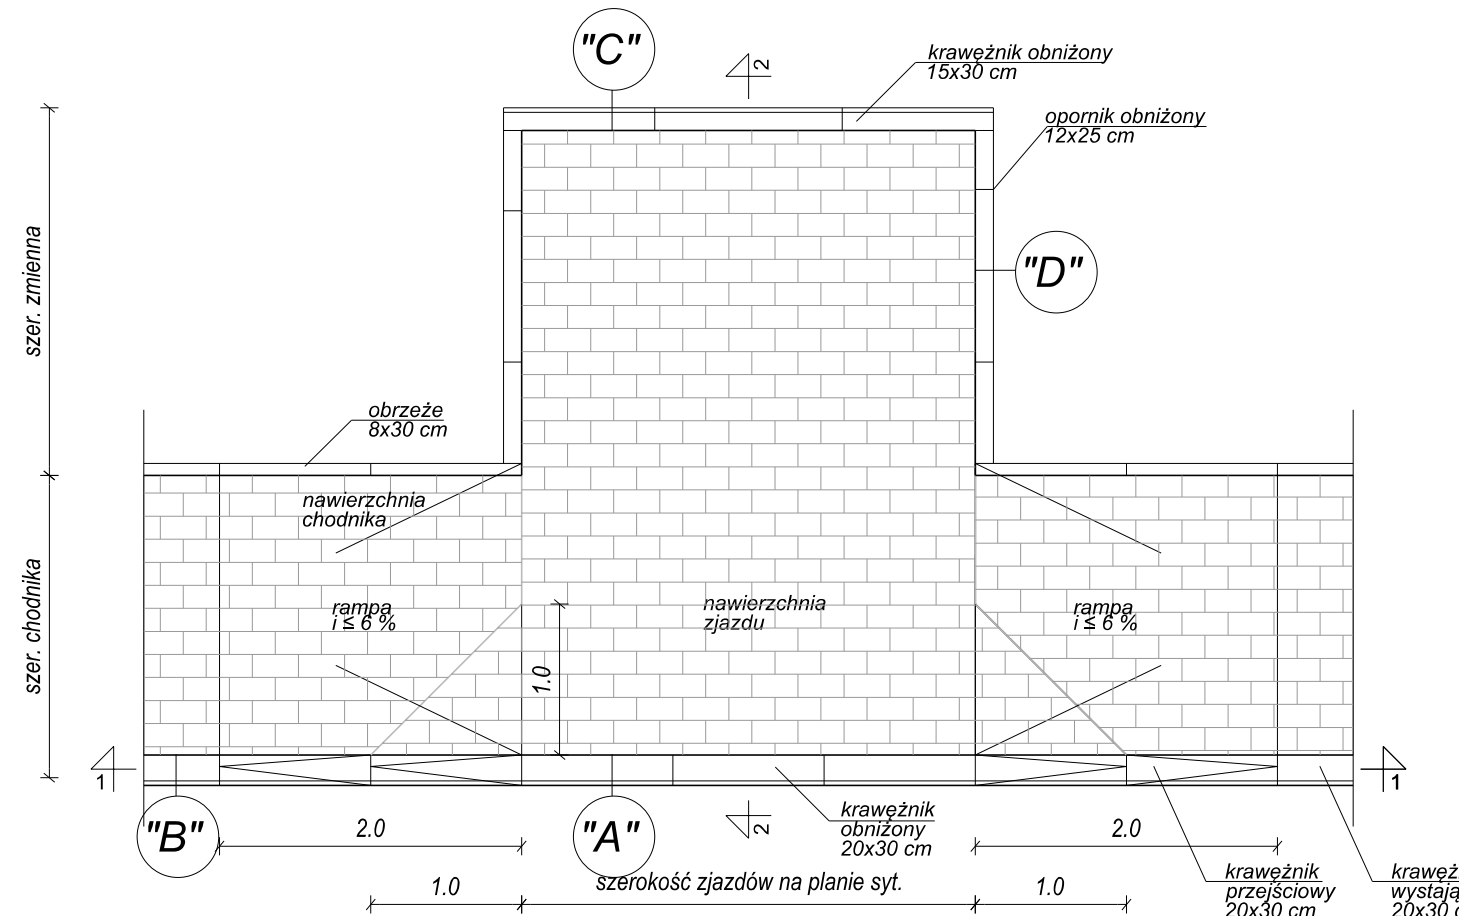 "C"
2
krawężnik obniżony
15x30 cm
opornik obniżony
12x25 cm
szer. zmienna
"D"
obrzeże
8x30 cm
nawierzchnia
chodnika
szer. chodnika
rampa
i ≤ 6 %
nawierzchnia
zjazdu
rampa
i ≤ 6 %
1.0
1
1
"B"
2.0
"A"
2
krawężnik
obniżony
20x30 cm
2.0
1.0
szerokość zjazdów na planie syt.
1.0
krawężnik
przejściowy
20x30 cm
20x30